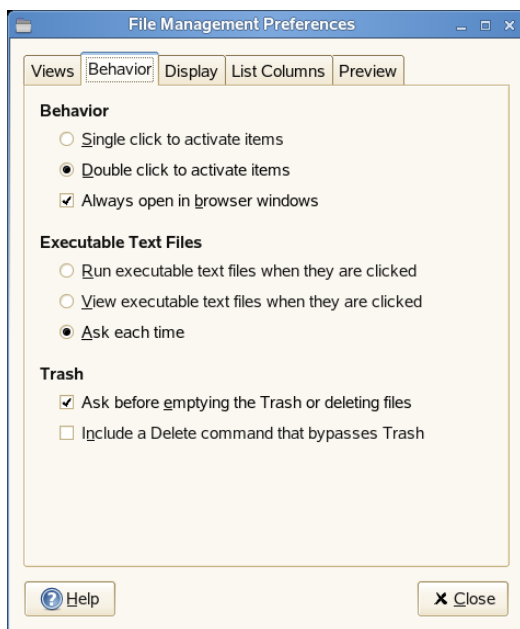 File Management Preferences
Views Behavior Display List Columns Preview
Behavior
Single click to activate items
Double click to activate items
Always open in browser windows
Executable Text Files
Run executable text files when they are clicked
View executable text files when they are clicked
Ask each time
Trash
Ask before emptying the Trash or deleting files
Include a Delete command that bypasses Trash
Help Close